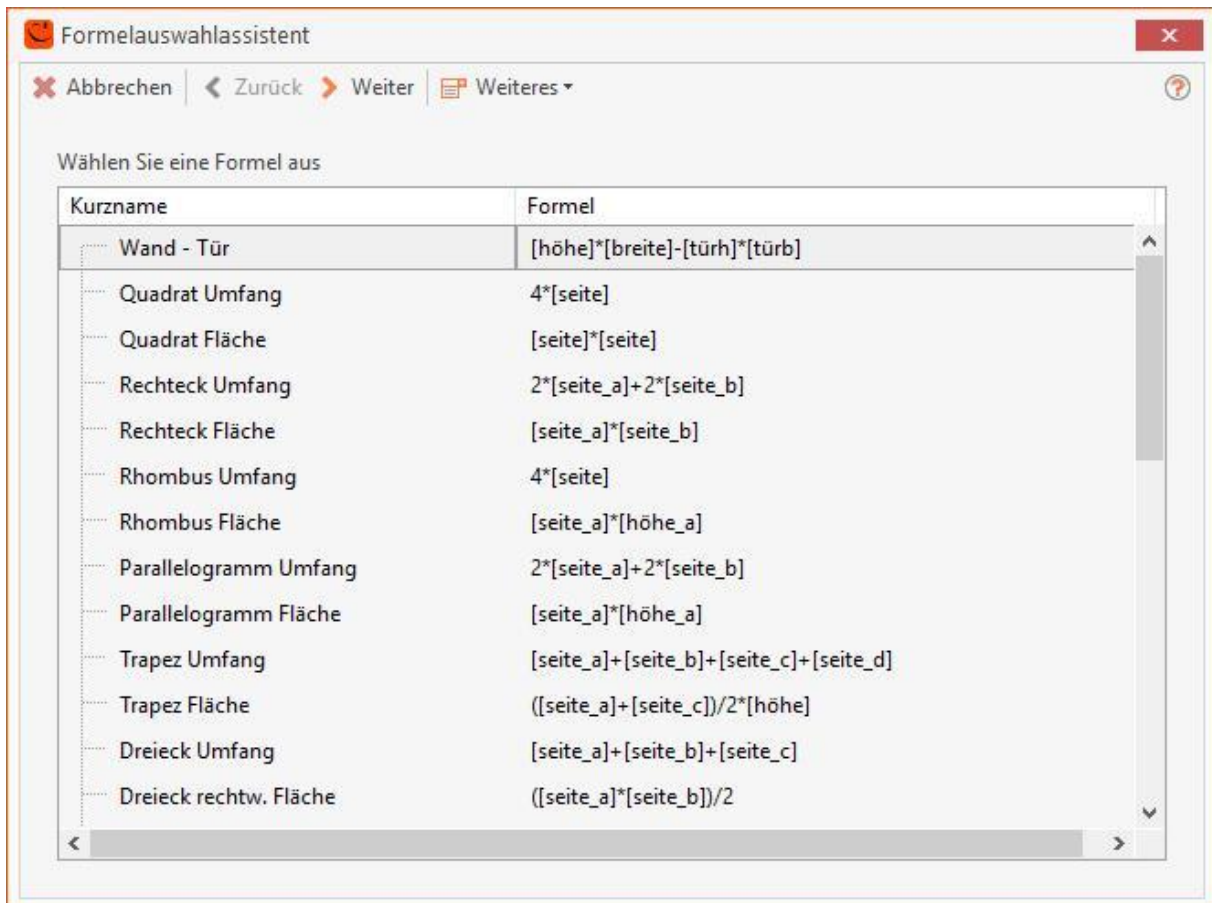 Formelauswahlassistent
Abbrechen Zurück Weiter Weiteres
Wählen Sie eine Formel aus
Kurzname Formel
Wand - Tür [höhe]*[breite]-[türh]*[türb]
Quadrat Umfang 4*[seite]
Quadrat Fläche [seite]*[seite]
Rechteck Umfang 2*[seite_a]+2*[seite_b]
Rechteck Fläche [seite_a]*[seite_b]
Rhombus Umfang 4*[seite]
Rhombus Fläche [seite_a]*[höhe_a]
Parallelogramm Umfang 2*[seite_a]+2*[seite_b]
Parallelogramm Fläche [seite_a]*[höhe_a]
Trapez Umfang [seite_a]+[seite_b]+[seite_c]+[seite_d]
Trapez Fläche ([seite_a]+[seite_c])/2*[höhe]
Dreieck Umfang [seite_a]+[seite_b]+[seite_c]
Dreieck rechtw. Fläche ([seite_a]*[seite_b])/2